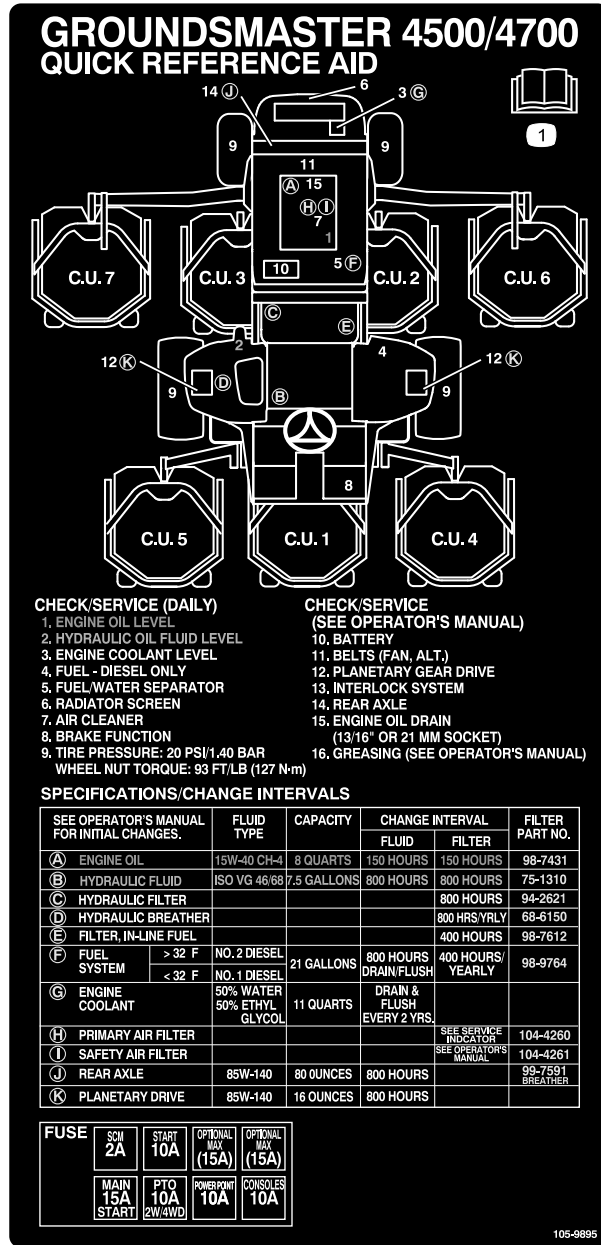 GROUNDSMASTER 4500/4700
QUICK REFERENCE AID
6
14 J
3 G
1
9
9
11
A 15
H I
7
1
5 F
10
C.U. 7
C.U. 3
C.U. 2
C.U. 6
C
E
2
4
12 K
12 K
D
9
9
B
8
C.U. 5
C.U. 1
C.U. 4
CHECK/SERVICE (DAILY)
1. ENGINE OIL LEVEL
2. HYDRAULIC OIL FLUID LEVEL
3. ENGINE COOLANT LEVEL
4. FUEL - DIESEL ONLY
5. FUEL/WATER SEPARATOR
6. RADIATOR SCREEN
7. AIR CLEANER
8. BRAKE FUNCTION
9. TIRE PRESSURE: 20 PSI/1.40 BAR
WHEEL NUT TORQUE: 93 FT/LB (127 N·m)
CHECK/SERVICE
(SEE OPERATOR'S MANUAL)
10. BATTERY
11. BELTS (FAN, ALT.)
12. PLANETARY GEAR DRIVE
13. INTERLOCK SYSTEM
14. REAR AXLE
15. ENGINE OIL DRAIN
(13/16" OR 21 MM SOCKET)
16. GREASING (SEE OPERATOR'S MANUAL)
SPECIFICATIONS/CHANGE INTERVALS
SEE OPERATOR'S MANUAL FOR INITIAL CHANGES. FLUID TYPE CAPACITY CHANGE INTERVAL FILTER PART NO.
FLUID FILTER
A ENGINE OIL 15W-40 CH-4 8 QUARTS 150 HOURS 150 HOURS 98-7431
B HYDRAULIC FLUID ISO VG 46/68 7.5 GALLONS 800 HOURS 800 HOURS 75-1310
C HYDRAULIC FILTER 800 HOURS 94-2621
D HYDRAULIC BREATHER 800 HRS/YRLY 68-6150
E FILTER, IN-LINE FUEL 400 HOURS 98-7612
F FUEL SYSTEM > 32 F NO. 2 DIESEL 21 GALLONS 800 HOURS DRAIN/FLUSH 400 HOURS/ YEARLY 98-9764
< 32 F NO. 1 DIESEL
G ENGINE COOLANT 50% WATER 50% ETHYL GLYCOL 11 QUARTS DRAIN & FLUSH EVERY 2 YRS.
H PRIMARY AIR FILTER SEE SERVICE INDCATOR 104-4260
I SAFETY AIR FILTER SEE OPERATOR'S MANUAL 104-4261
J REAR AXLE 85W-140 80 OUNCES 800 HOURS 99-7591 BREATHER
K PLANETARY DRIVE 85W-140 16 OUNCES 800 HOURS
FUSE
SCM 2A
START 10A
OPTIONAL MAX (15A)
OPTIONAL MAX (15A)
MAIN 15A START
PTO 10A 2W/4WD
POWER POINT 10A
CONSOLES 10A
105-9895